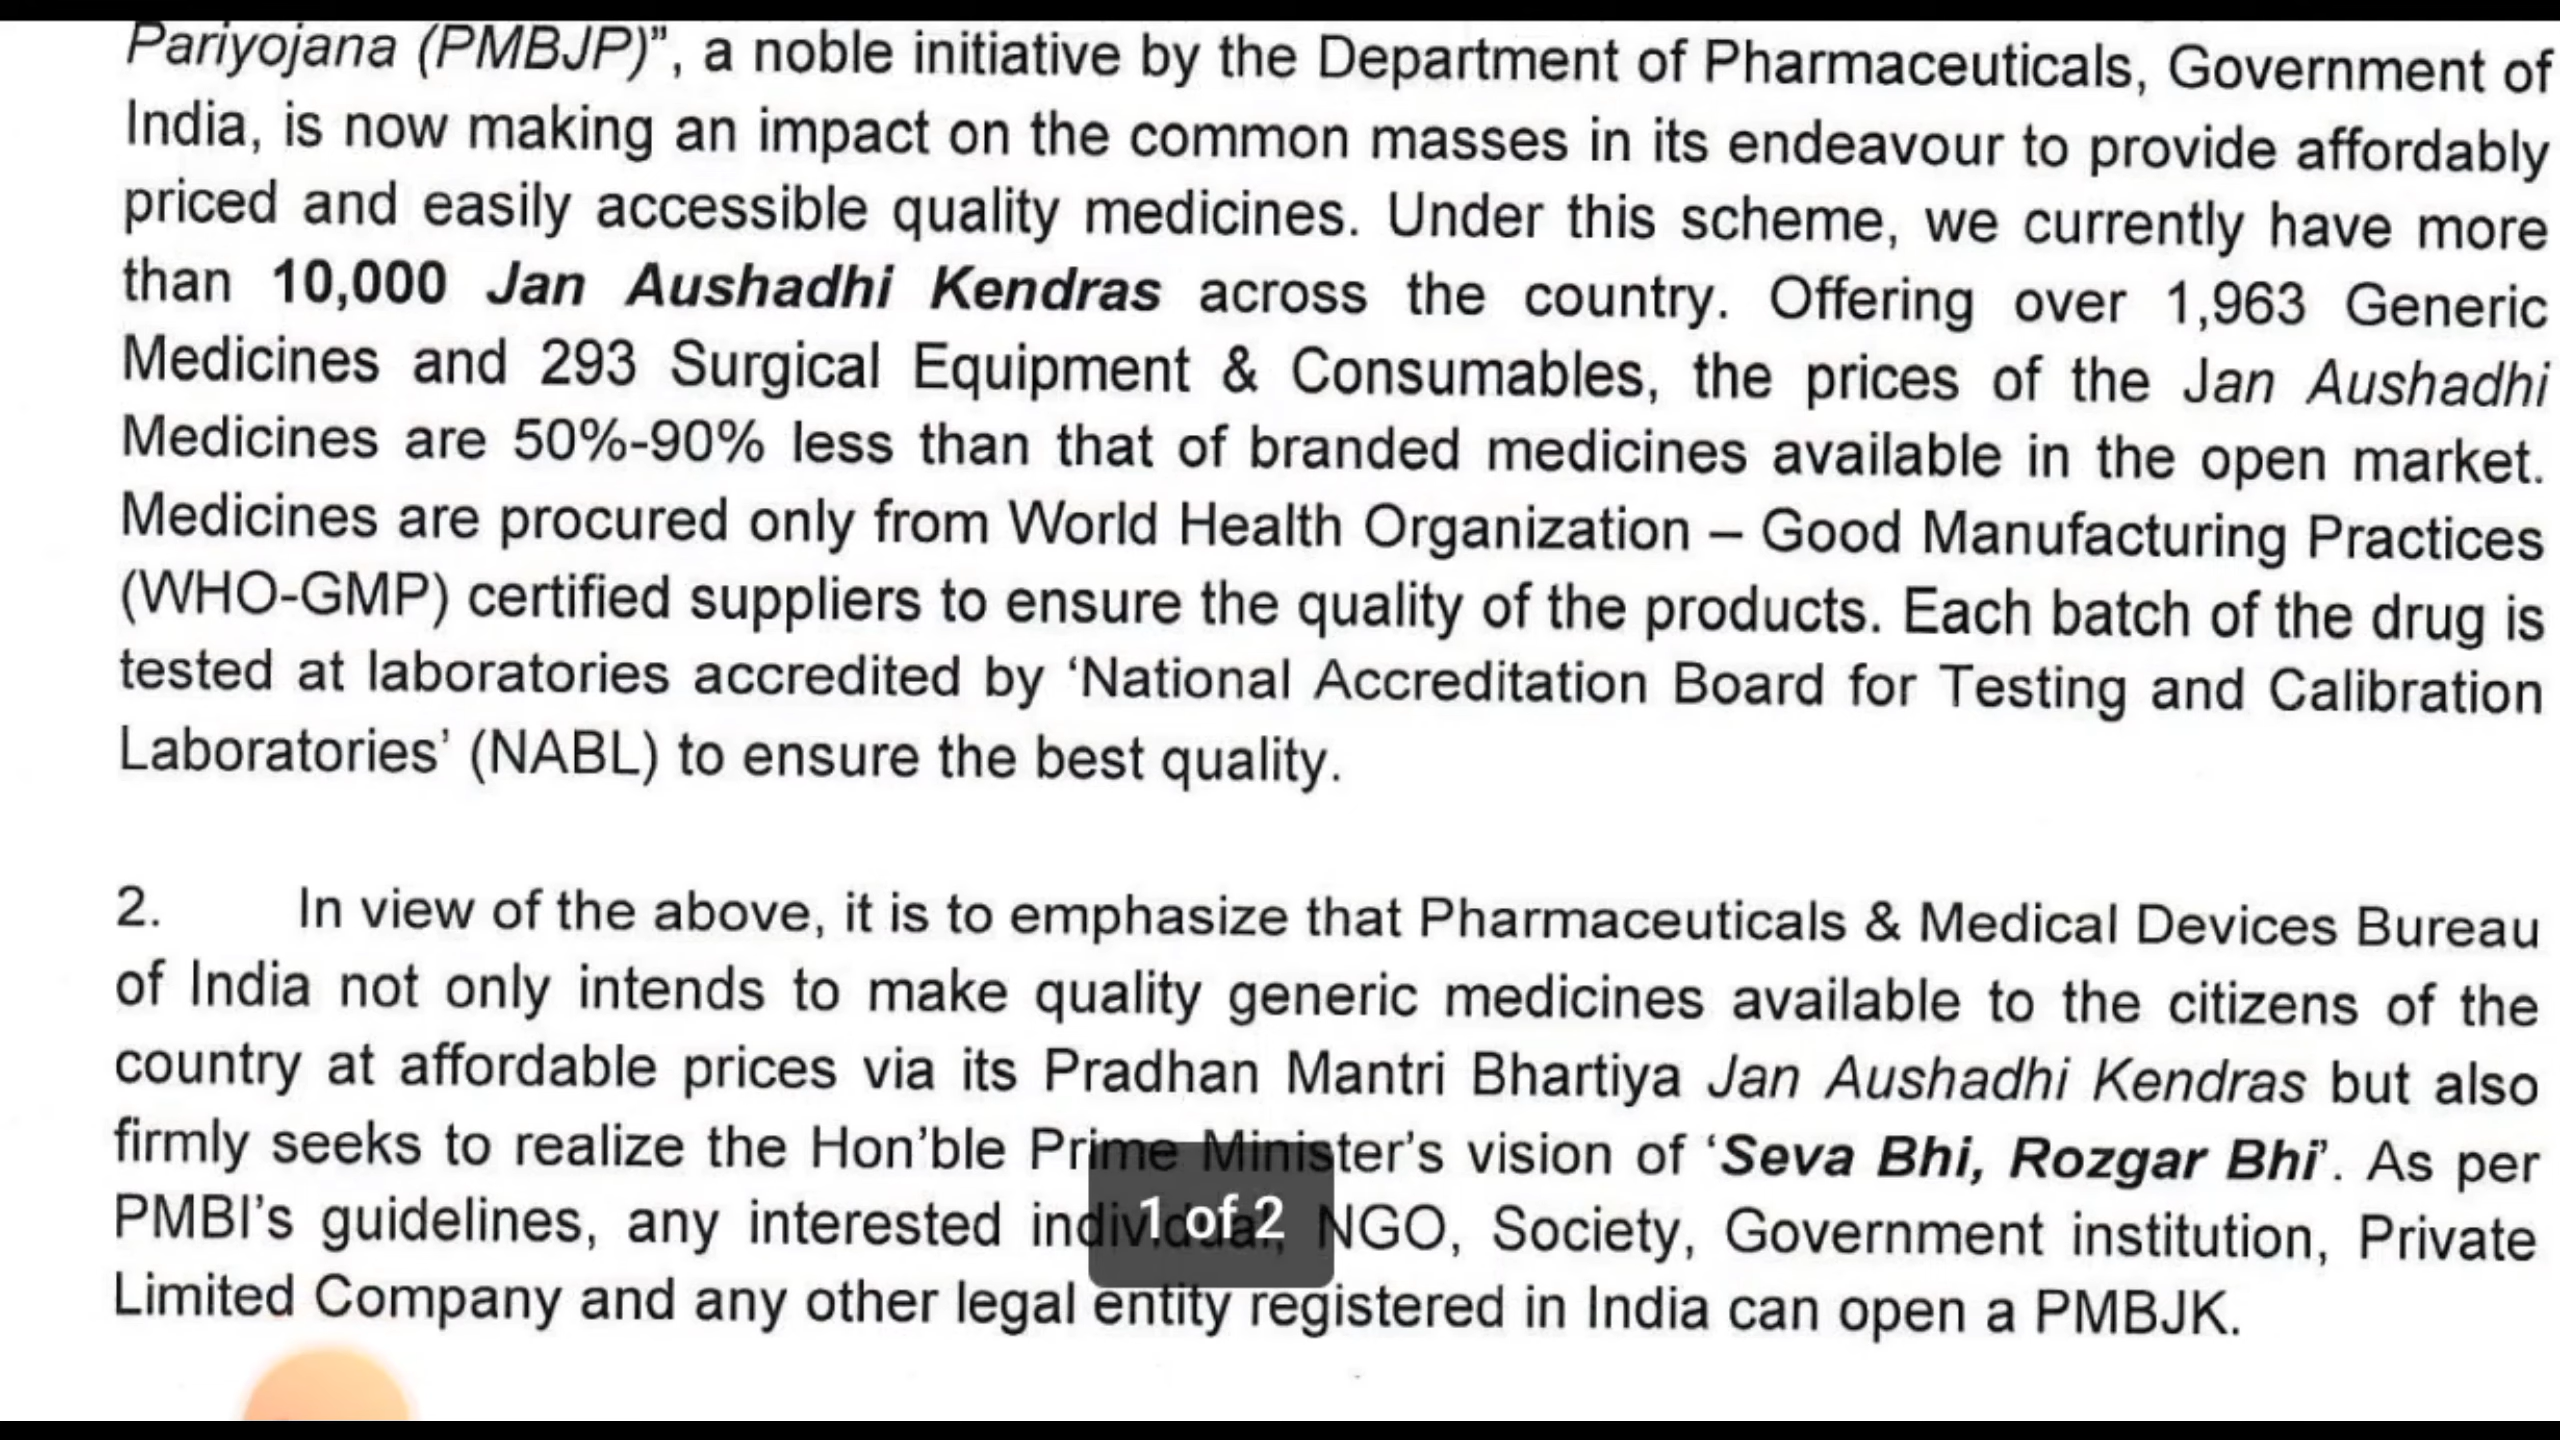 Pariyojana (PMBJP)”, a noble initiative by the Department of Pharmaceuticals, Government of
India, is now making an impact on the common masses in its endeavour to provide affordably
priced and easily accessible quality medicines. Under this scheme, we currently have more
than 10,000 Jan Aushadhi Kendras across the country. Offering over 1,963 Generic
Medicines and 293 Surgical Equipment & Consumables, the prices of the Jan Aushadhi
Medicines are 50%-90% less than that of branded medicines available in the open market.
Medicines are procured only from World Health Organization – Good Manufacturing Practices
(WHO-GMP) certified suppliers to ensure the quality of the products. Each batch of the drug is
tested at laboratories accredited by ‘National Accreditation Board for Testing and Calibration
Laboratories’ (NABL) to ensure the best quality.
2. In view of the above, it is to emphasize that Pharmaceuticals & Medical Devices Bureau
of India not only intends to make quality generic medicines available to the citizens of the
country at affordable prices via its Pradhan Mantri Bhartiya Jan Aushadhi Kendras but also
firmly seeks to realize the Hon’ble Prime Minister’s vision of ‘Seva Bhi, Rozgar Bhi’. As per
PMBI’s guidelines, any interested individual, NGO, Society, Government institution, Private
Limited Company and any other legal entity registered in India can open a PMBJK.
1 of 2